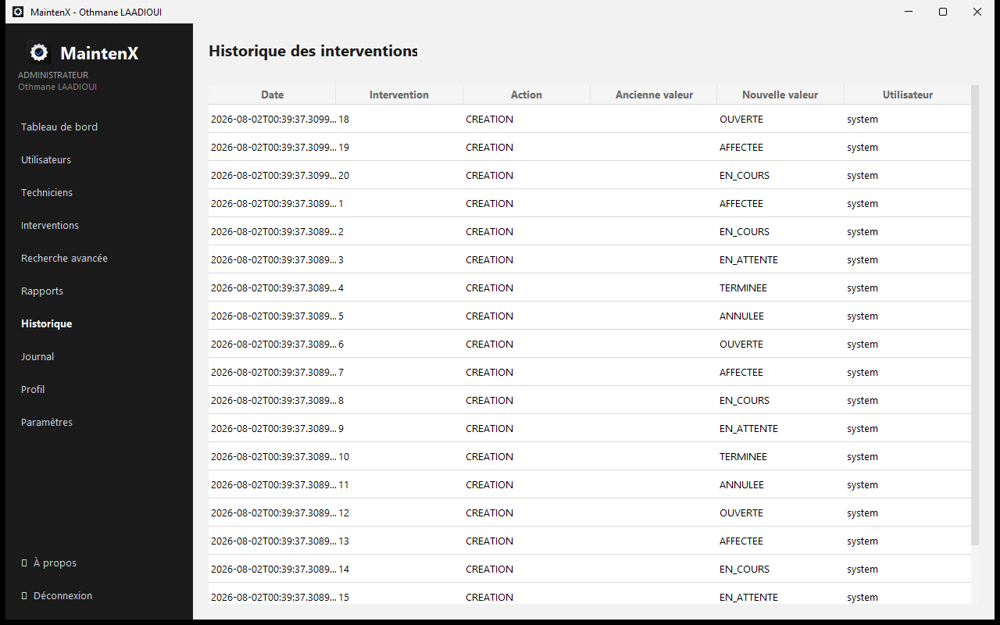 MaintenX - Othmane LAADIOUI
MaintenX
ADMINISTRATEUR
Othmane LAADIOUI
Tableau de bord
Utilisateurs
Techniciens
Interventions
Recherche avancée
Rapports
Historique
Journal
Profil
Paramètres
À propos
Déconnexion
Historique des interventions
Date Intervention Action Ancienne valeur Nouvelle valeur Utilisateur
2026-08-02T00:39:37.3099... 18 CREATION OUVERTE system
2026-08-02T00:39:37.3099... 19 CREATION AFFECTEE system
2026-08-02T00:39:37.3099... 20 CREATION EN_COURS system
2026-08-02T00:39:37.3089... 1 CREATION AFFECTEE system
2026-08-02T00:39:37.3089... 2 CREATION EN_COURS system
2026-08-02T00:39:37.3089... 3 CREATION EN_ATTENTE system
2026-08-02T00:39:37.3089... 4 CREATION TERMINEE system
2026-08-02T00:39:37.3089... 5 CREATION ANNULEE system
2026-08-02T00:39:37.3089... 6 CREATION OUVERTE system
2026-08-02T00:39:37.3089... 7 CREATION AFFECTEE system
2026-08-02T00:39:37.3089... 8 CREATION EN_COURS system
2026-08-02T00:39:37.3089... 9 CREATION EN_ATTENTE system
2026-08-02T00:39:37.3089... 10 CREATION TERMINEE system
2026-08-02T00:39:37.3089... 11 CREATION ANNULEE system
2026-08-02T00:39:37.3089... 12 CREATION OUVERTE system
2026-08-02T00:39:37.3089... 13 CREATION AFFECTEE system
2026-08-02T00:39:37.3089... 14 CREATION EN_COURS system
2026-08-02T00:39:37.3089... 15 CREATION EN_ATTENTE system